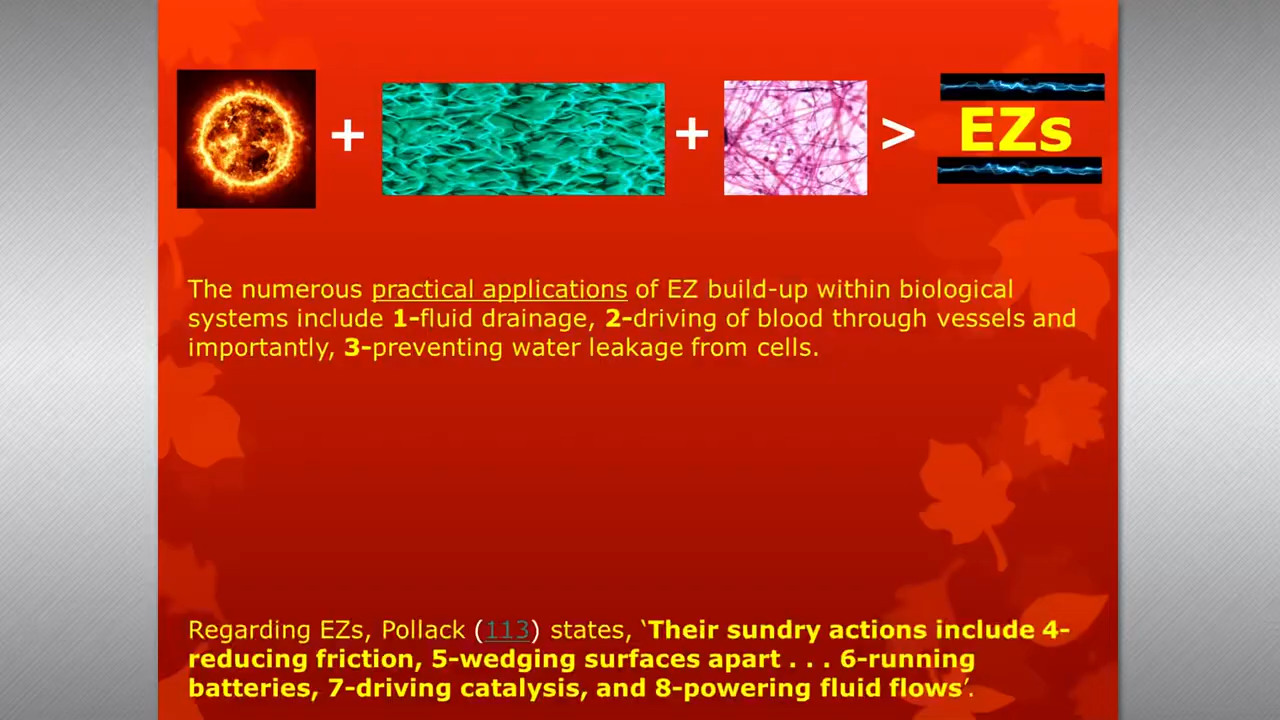 + + > EZs
The numerous practical applications of EZ build-up within biological
systems include 1-fluid drainage, 2-driving of blood through vessels and
importantly, 3-preventing water leakage from cells.
Regarding EZs, Pollack (113) states, ‘Their sundry actions include 4-
reducing friction, 5-wedging surfaces apart . . . 6-running
batteries, 7-driving catalysis, and 8-powering fluid flows’.